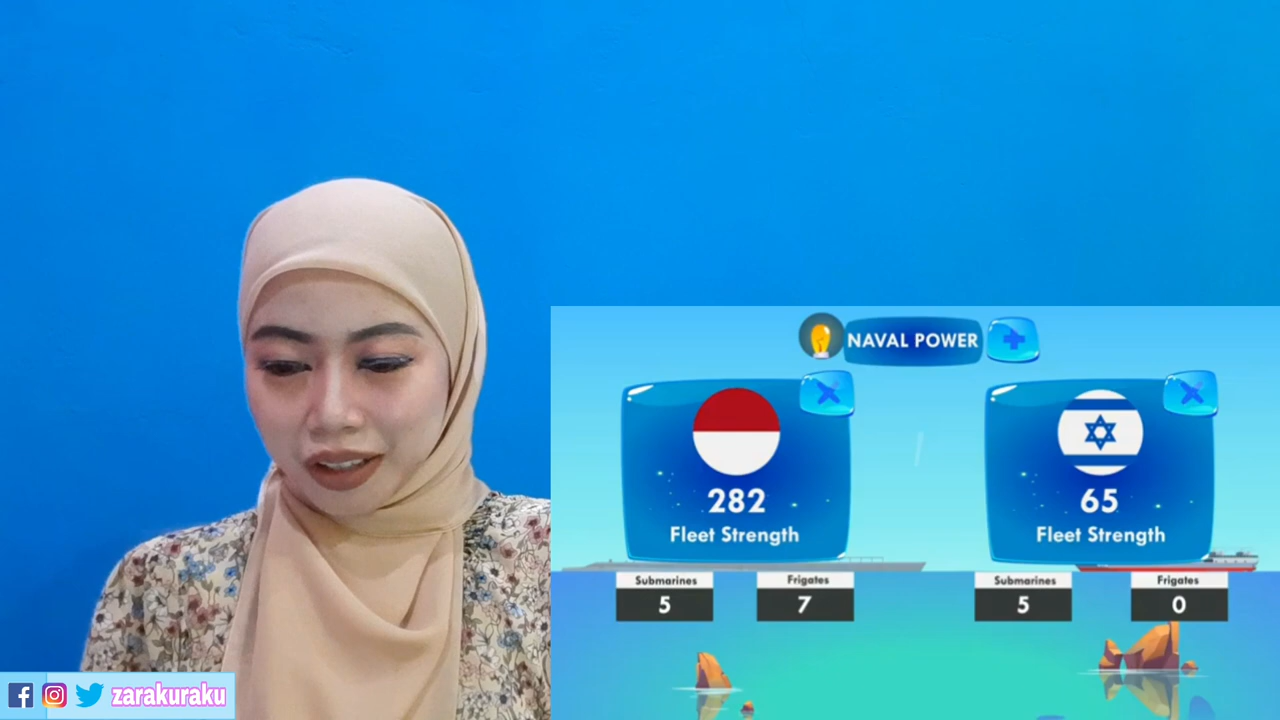 NAVAL POWER
282
Fleet Strength
65
Fleet Strength
Submarines
5
Frigates
7
Submarines
5
Frigates
0
zarakuraku